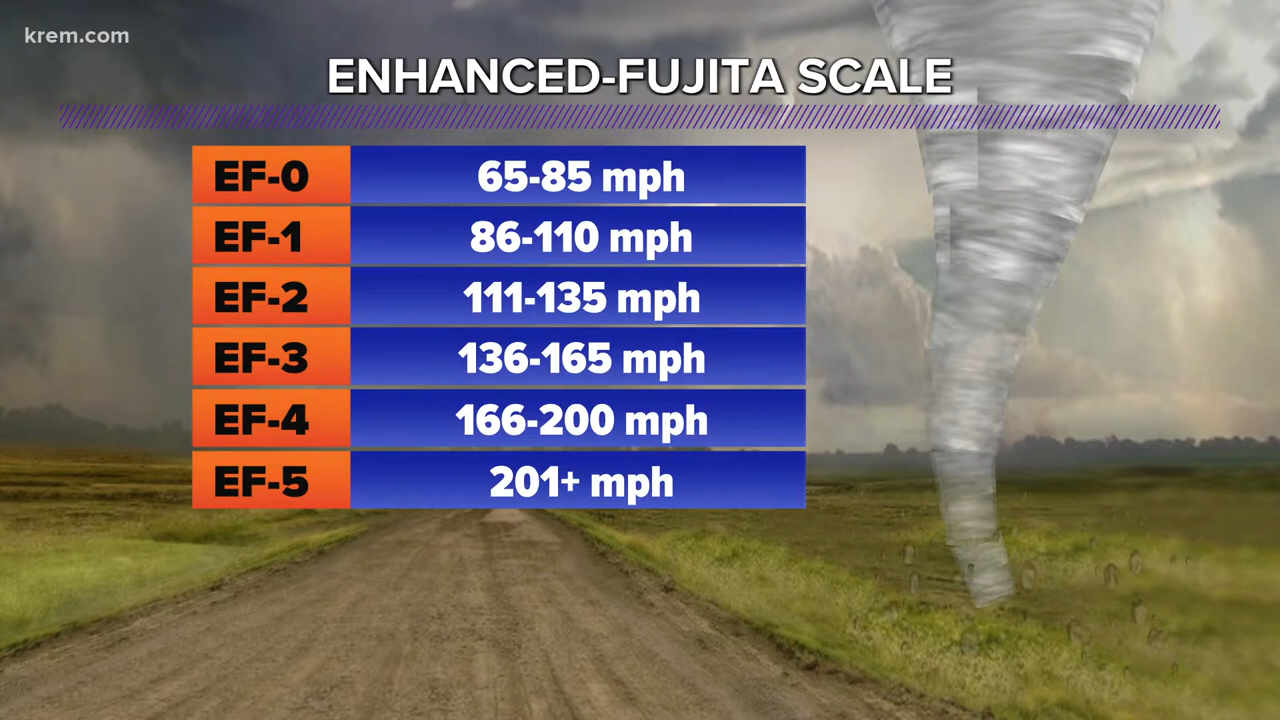 krem.com
ENHANCED-FUJITA SCALE
EF-0 65-85 mph
EF-1 86-110 mph
EF-2 111-135 mph
EF-3 136-165 mph
EF-4 166-200 mph
EF-5 201+ mph